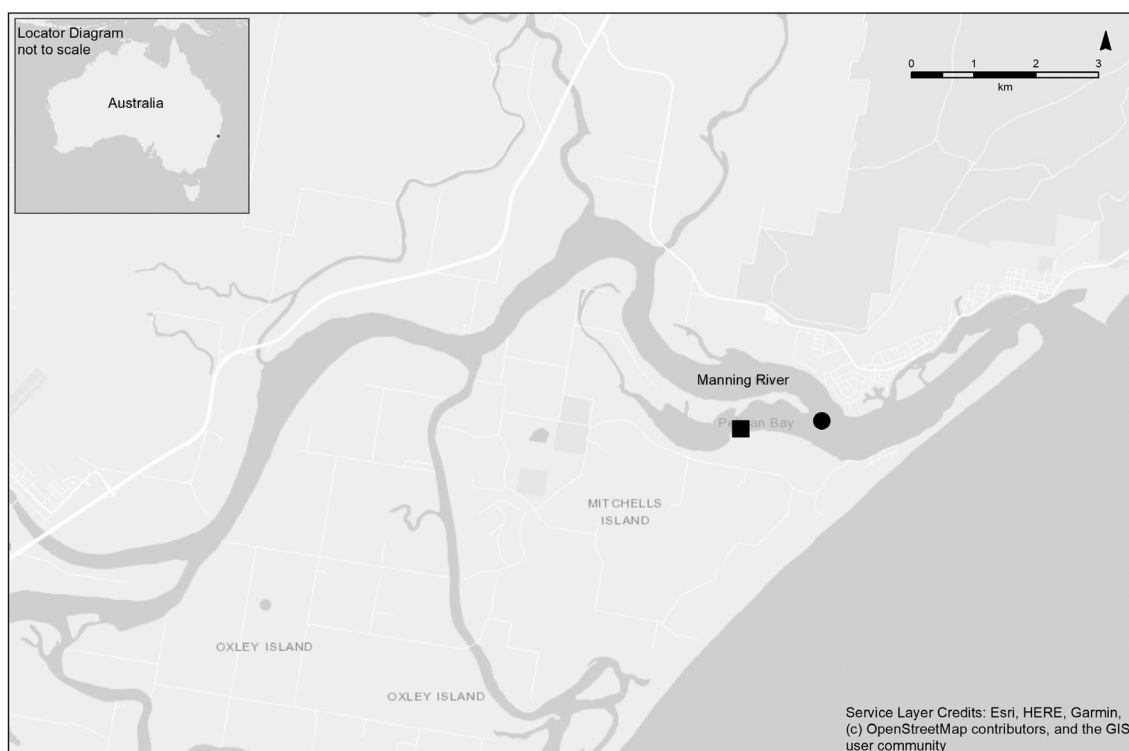 Locator Diagram
not to scale
Australia
0 1 2 3
km
Manning River
Pelican Bay
MITCHELLS
ISLAND
OXLEY ISLAND
OXLEY ISLAND
Service Layer Credits: Esri, HERE, Garmin,
(c) OpenStreetMap contributors, and the GIS
user community